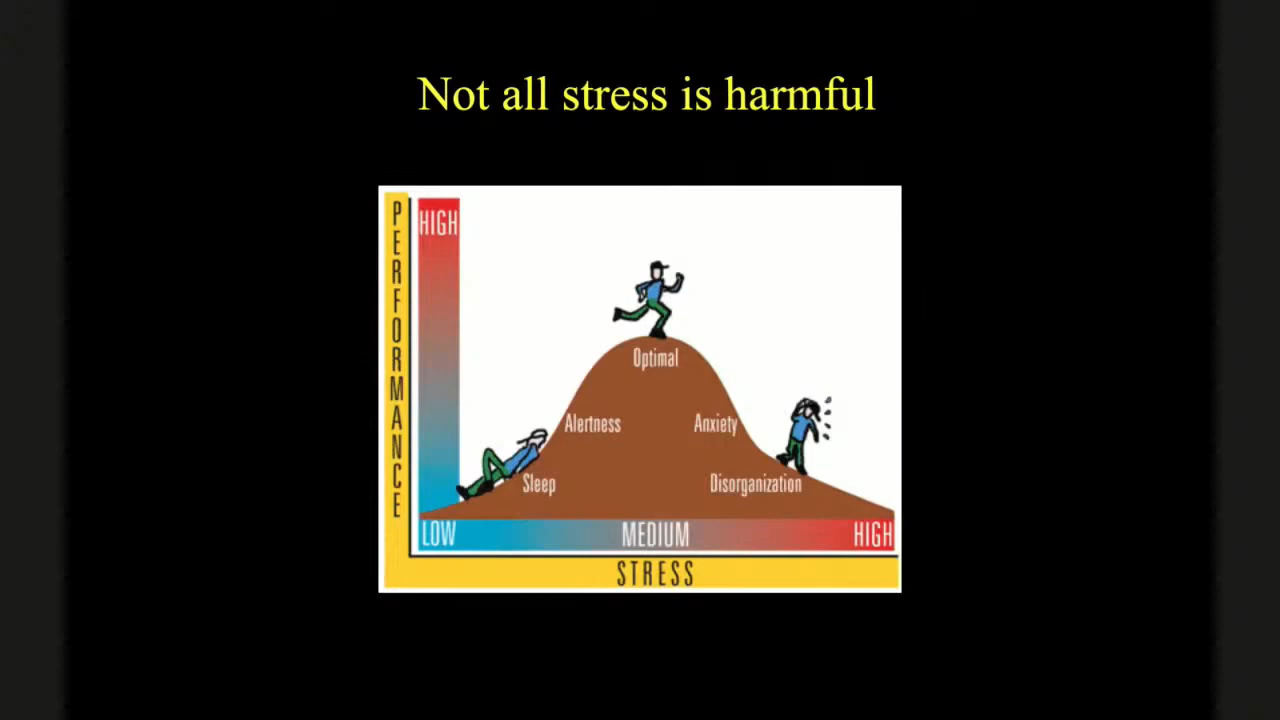 Not all stress is harmful
PERFORMANCE
HIGH
Optimal
Alertness
Anxiety
Sleep
Disorganization
LOW
MEDIUM
HIGH
STRESS